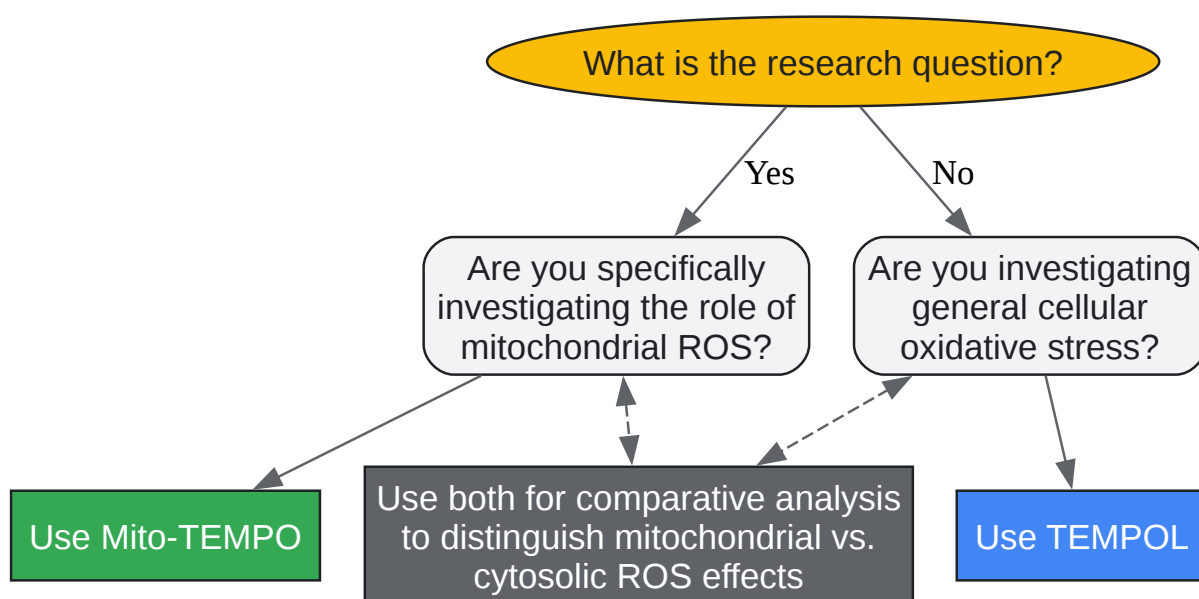 What is the research question?
Yes
No
Are you specifically
investigating the role of
mitochondrial ROS?
Are you investigating
general cellular
oxidative stress?
Use Mito-TEMPO
Use both for comparative analysis
to distinguish mitochondrial vs.
cytosolic ROS effects
Use TEMPOL